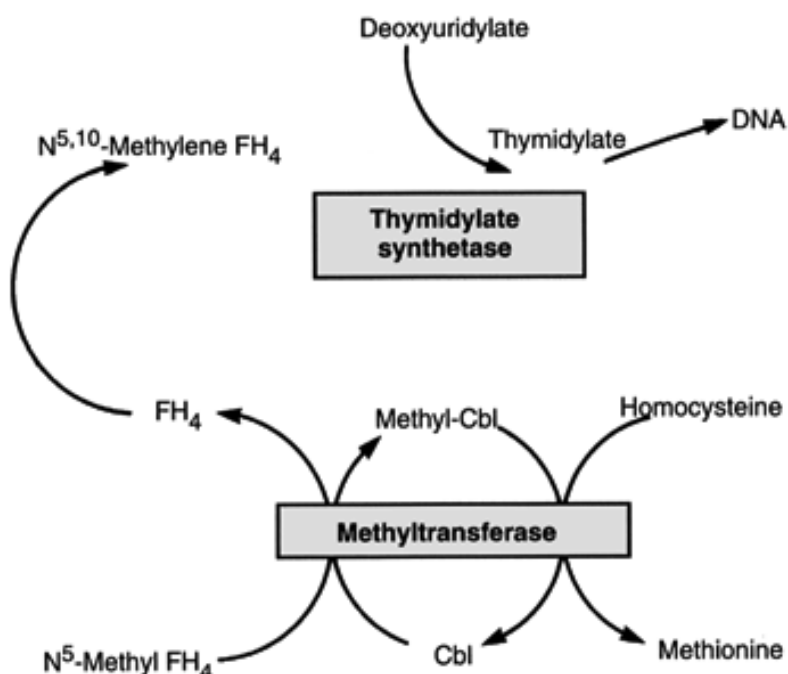 Deoxyuridylate
N5,10-Methylene FH4
Thymidylate
DNA
Thymidylate
synthetase
FH4
Methyl-Cbl
Homocysteine
Methyltransferase
N5-Methyl FH4
Cbl
Methionine